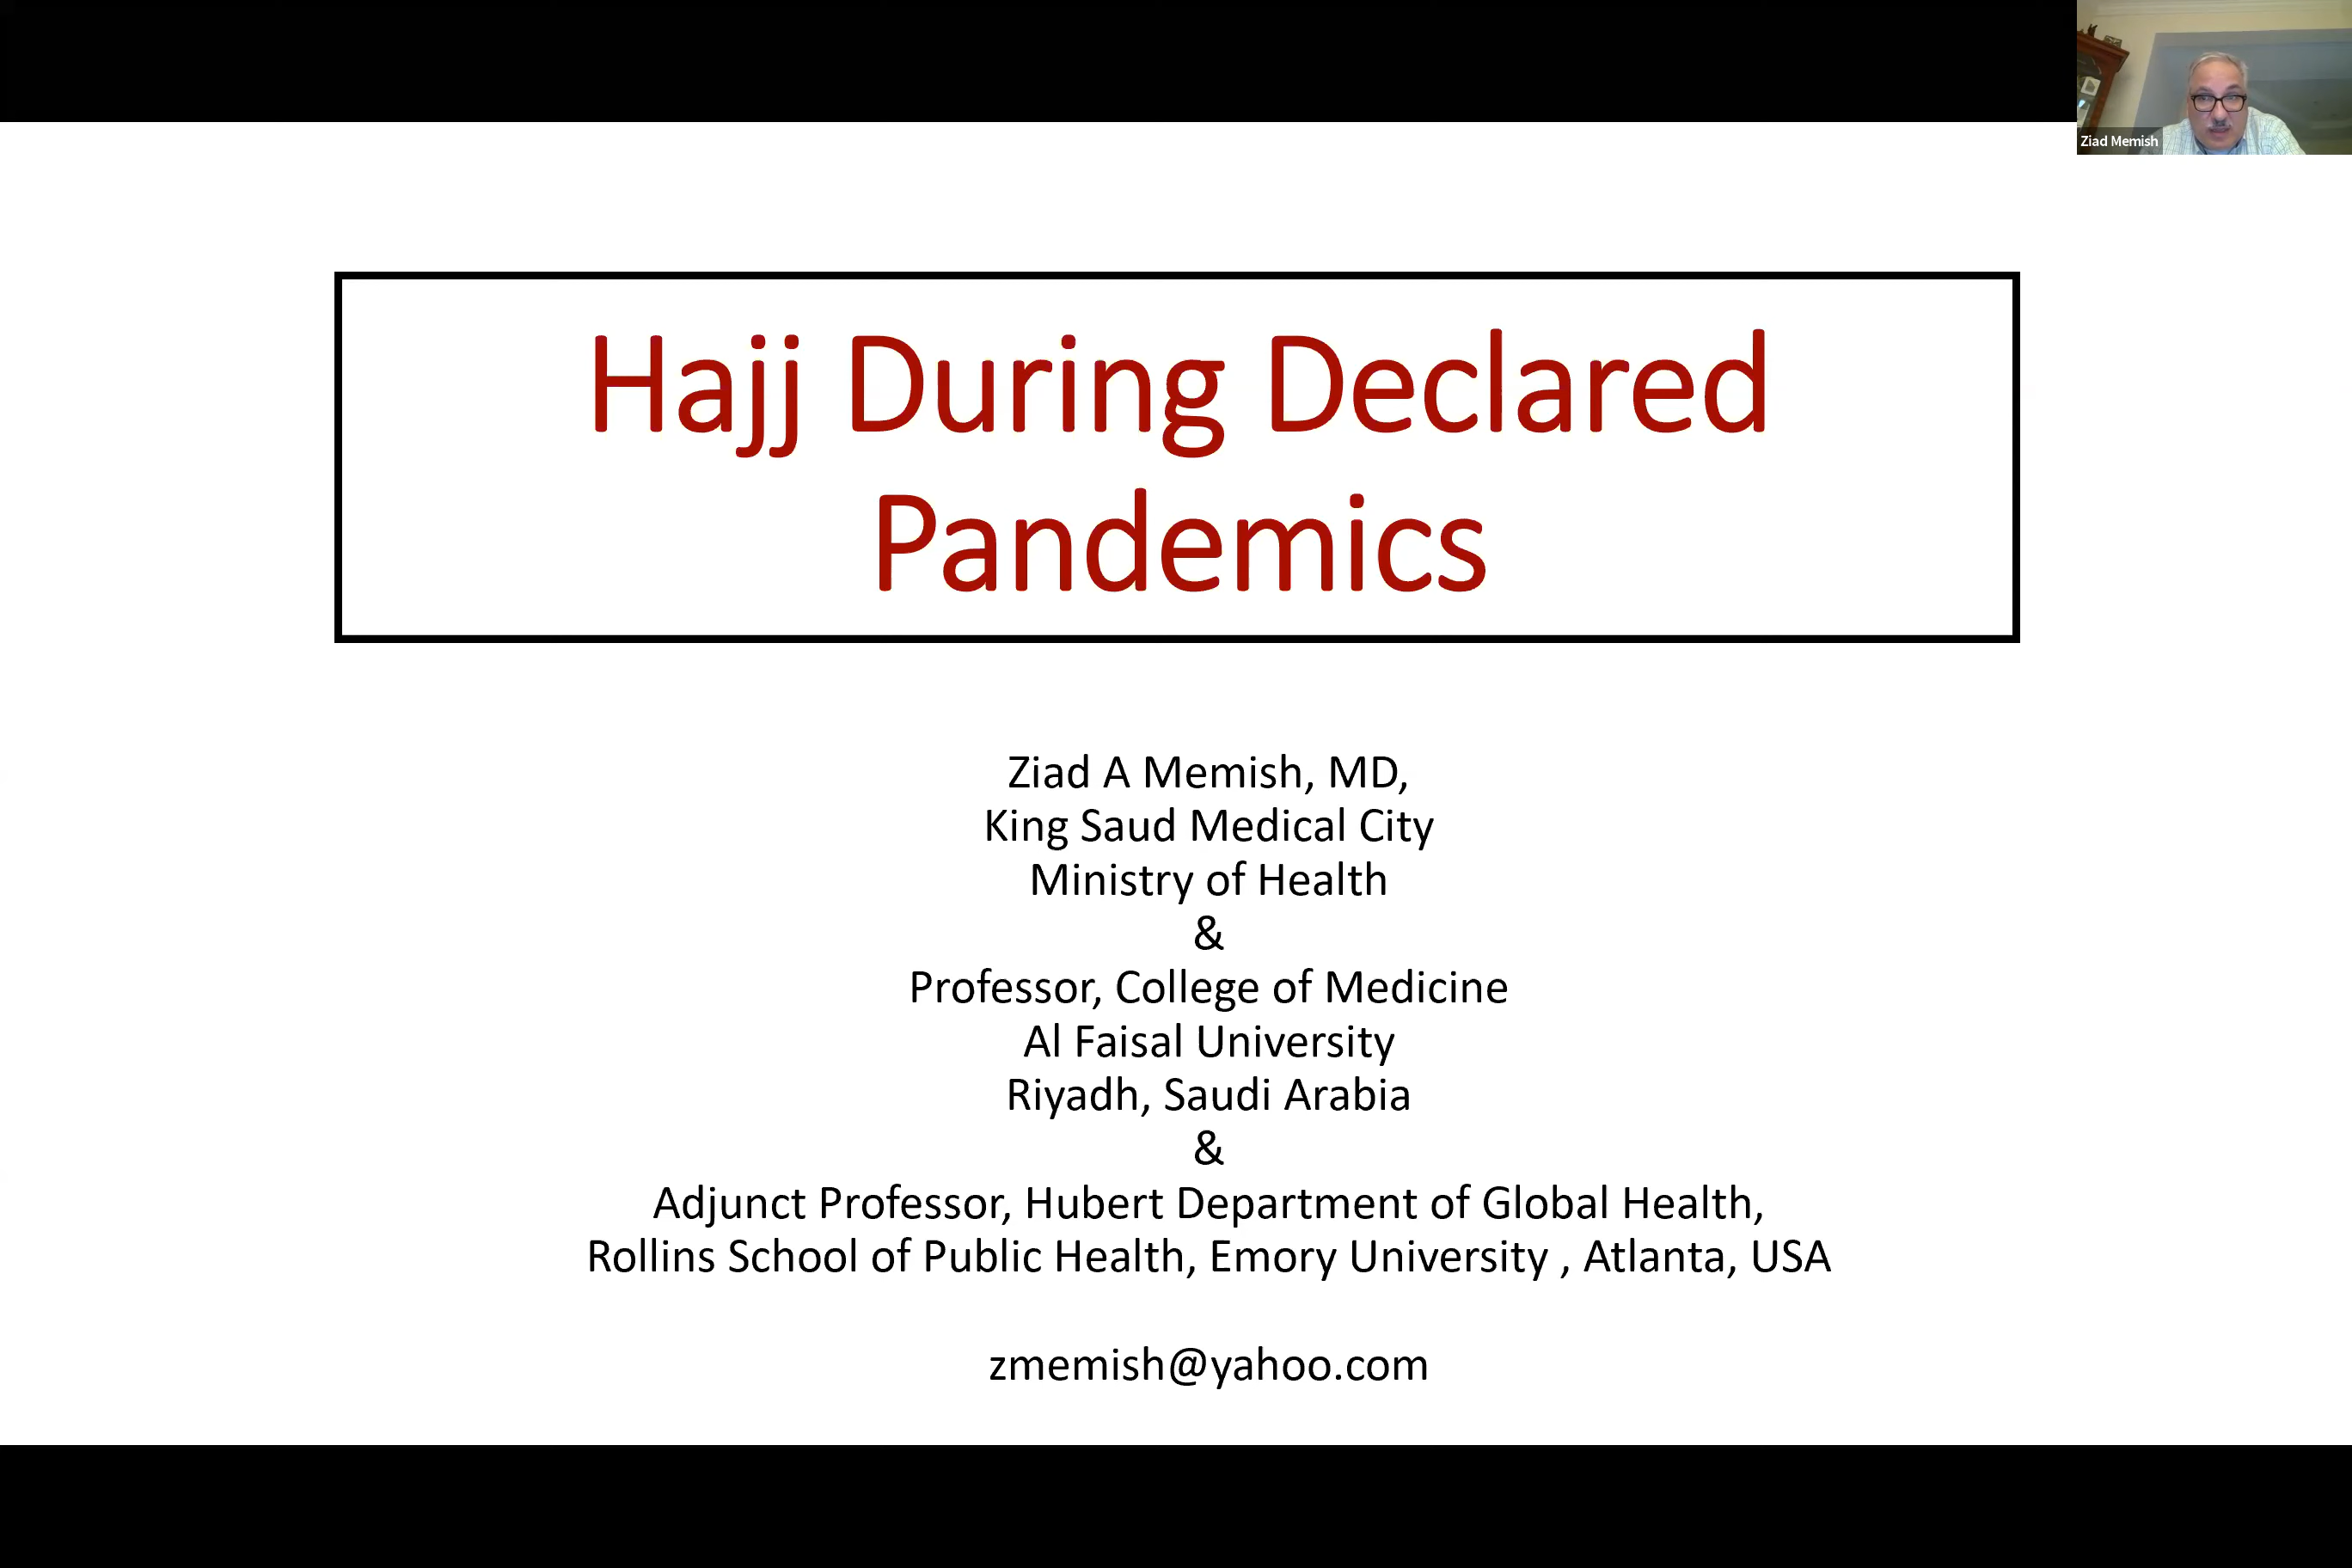 Ziad Memish
Hajj During Declared
Pandemics
Ziad A Memish, MD,
King Saud Medical City
Ministry of Health
&
Professor, College of Medicine
Al Faisal University
Riyadh, Saudi Arabia
&
Adjunct Professor, Hubert Department of Global Health,
Rollins School of Public Health, Emory University , Atlanta, USA
zmemish@yahoo.com